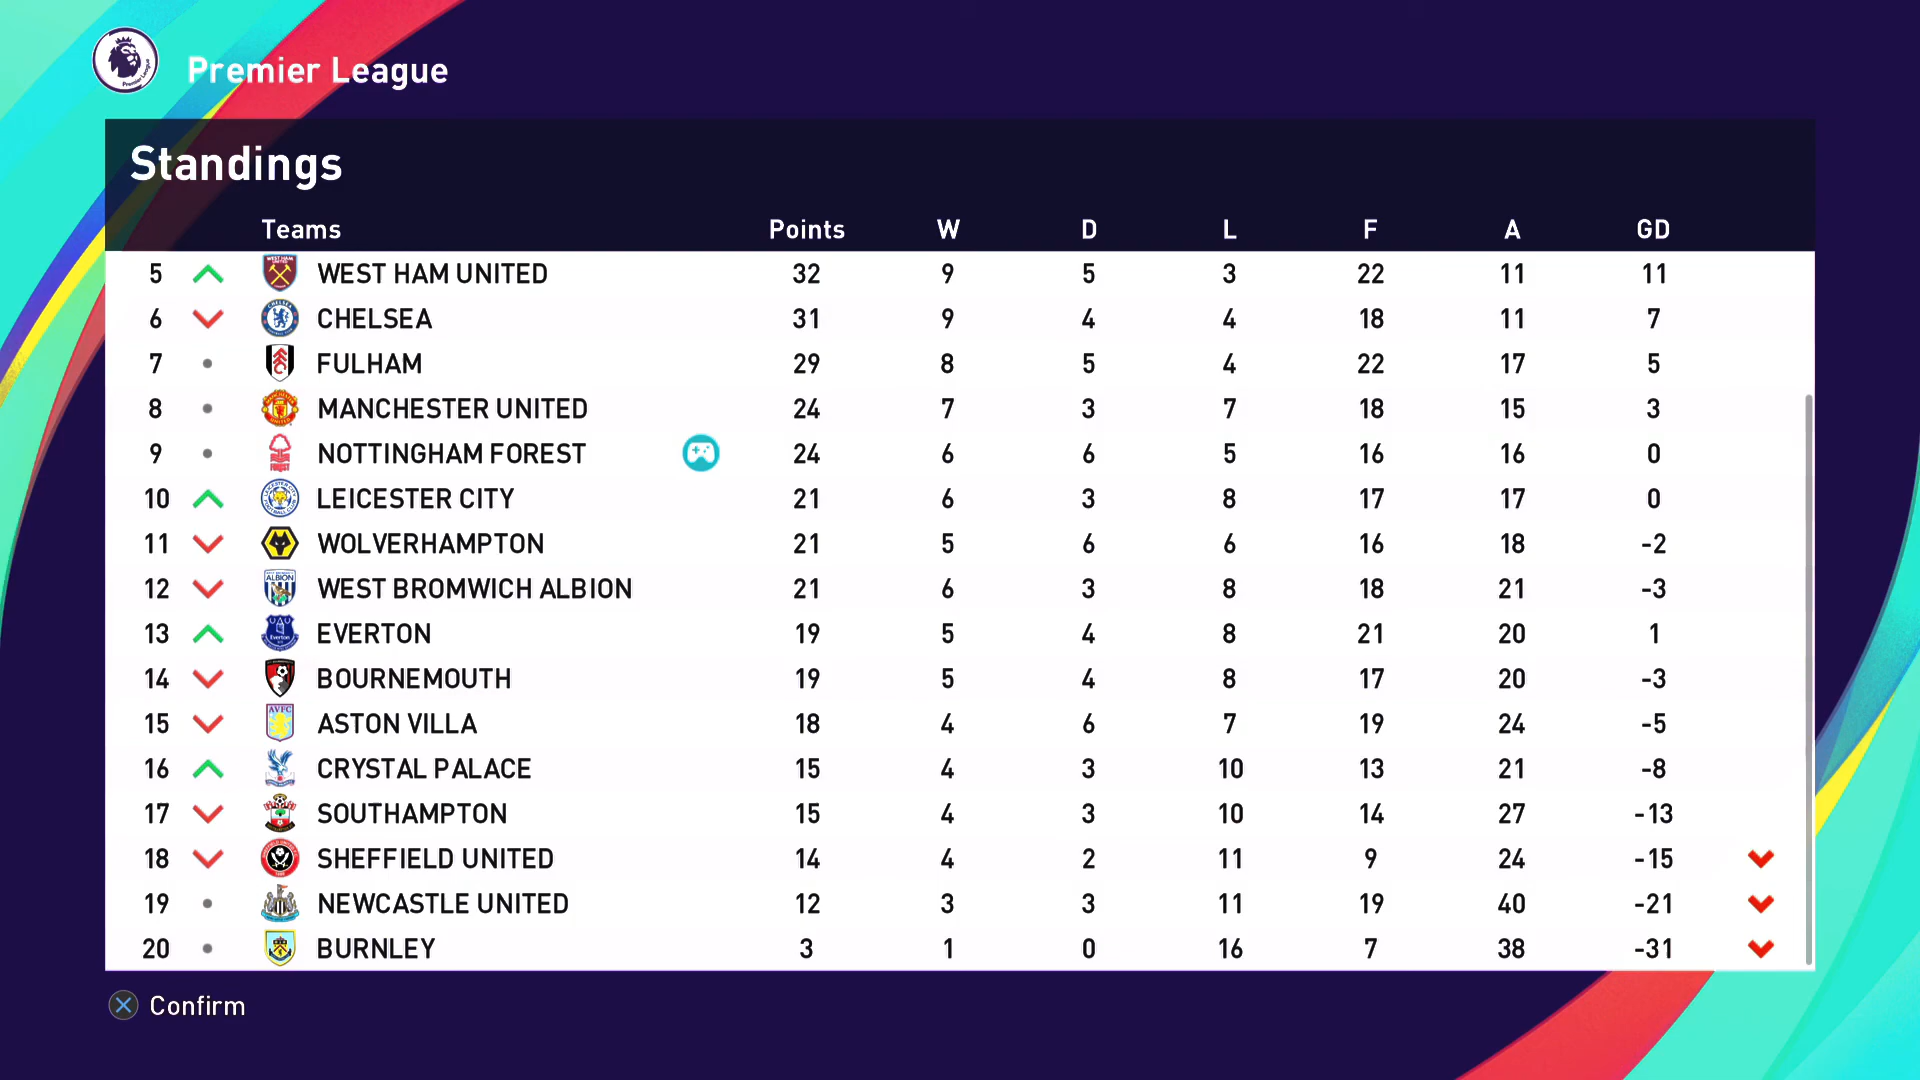 Premier League
Standings
Teams Points W D L F A GD
5 WEST HAM UNITED 32 9 5 3 22 11 11
6 CHELSEA 31 9 4 4 18 11 7
7 FULHAM 29 8 5 4 22 17 5
8 MANCHESTER UNITED 24 7 3 7 18 15 3
9 NOTTINGHAM FOREST 24 6 6 5 16 16 0
10 LEICESTER CITY 21 6 3 8 17 17 0
11 WOLVERHAMPTON 21 5 6 6 16 18 -2
12 WEST BROMWICH ALBION 21 6 3 8 18 21 -3
13 EVERTON 19 5 4 8 21 20 1
14 BOURNEMOUTH 19 5 4 8 17 20 -3
15 ASTON VILLA 18 4 6 7 19 24 -5
16 CRYSTAL PALACE 15 4 3 10 13 21 -8
17 SOUTHAMPTON 15 4 3 10 14 27 -13
18 SHEFFIELD UNITED 14 4 2 11 9 24 -15
19 NEWCASTLE UNITED 12 3 3 11 19 40 -21
20 BURNLEY 3 1 0 16 7 38 -31
Confirm